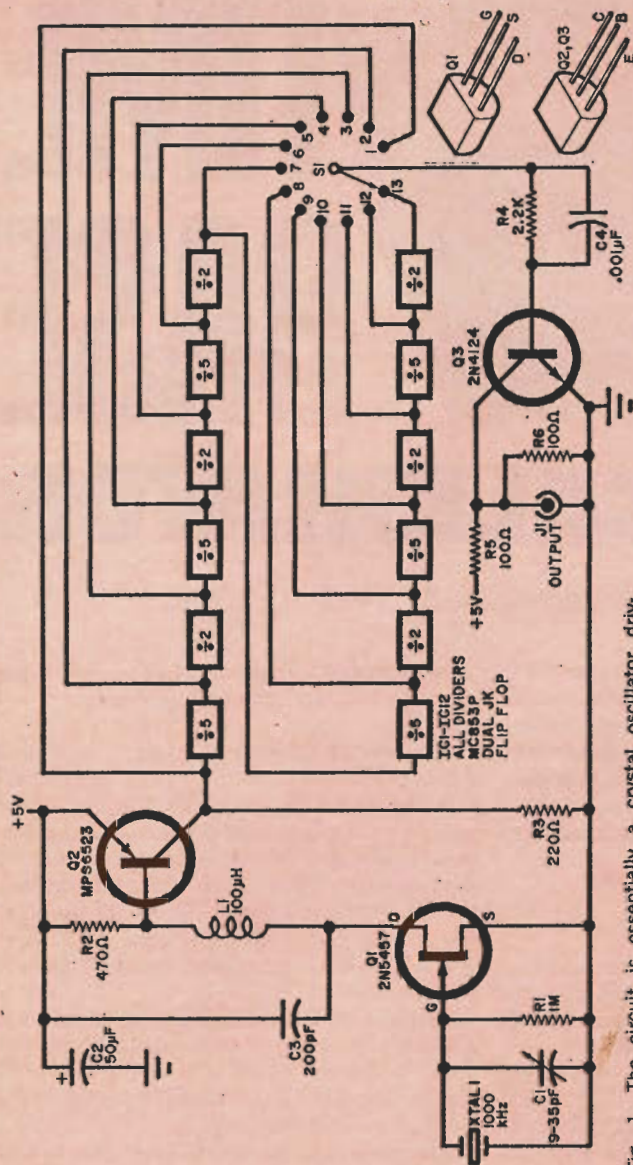 +5V
C2
50µF
+
R2
470Ω
Q2
MPS6523
L1
100µH
C3
200pF
Q1
2N5457
D
G
S
R1
1M
C1
9-35pF
XTAL1
1000
kHz
R3
220Ω
÷5
÷2
÷5
÷2
÷5
÷2
÷5
÷2
÷5
÷2
÷5
÷2
IC1-IC12
ALL DIVIDERS
MC853P
DUAL JK
FLIP FLOP
S1
1
2
3
4
5
6
7
8
9
10
11
12
13
+5V
R5
100Ω
J1
OUTPUT
R6
100Ω
Q3
2N4124
R4
2.2K
C4
.001µF
Q1
G
S
D
Q2,Q3
C
B
E
1. The circuit is essentially a crystal oscillator driv-